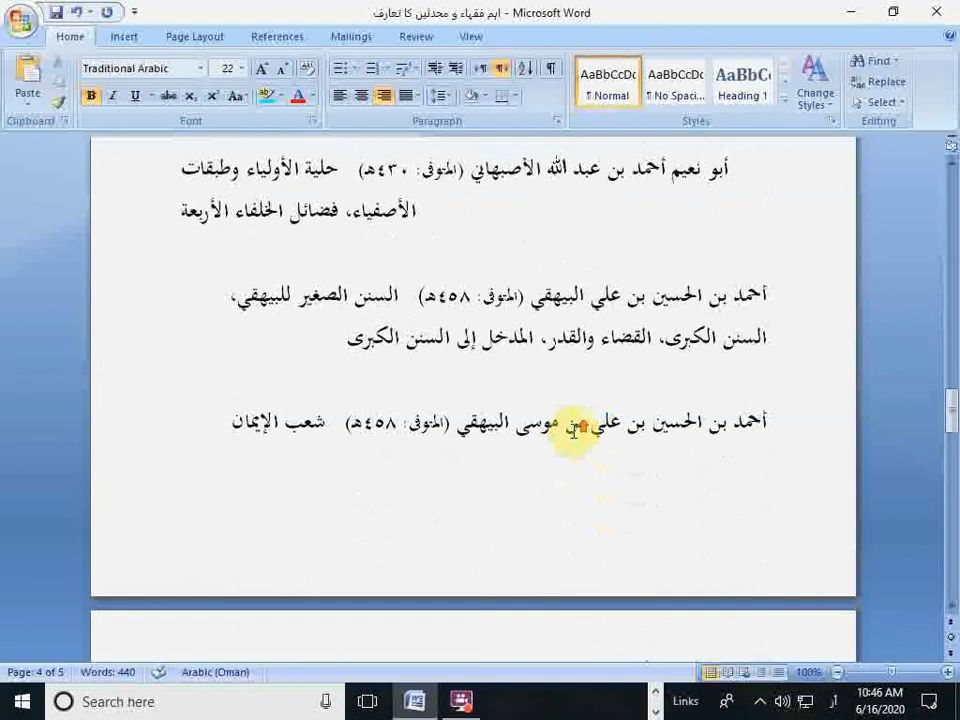 اہم فقہاء و محدثین کا تعارف - Microsoft Word
Home Insert Page Layout References Mailings Review View
Paste
Clipboard
Traditional Arabic 22
Font
Paragraph
AaBbCcDc AaBbCcDc AaBbCc
¶ Normal ¶ No Spaci... Heading 1
Change Styles
Styles
Find
Replace
Select
Editing
أبو نعيم أحمد بن عبد الله الأصبهاني (المتوفى: ٤٣٠هـ) حلية الأولياء وطبقات
الأصفياء، فضائل الخلفاء الأربعة
أحمد بن الحسين بن علي البيهقي (المتوفى: ٤٥٨هـ) السنن الصغير للبيهقي،
السنن الكبرى، القضاء والقدر، المدخل إلى السنن الكبرى
أحمد بن الحسين بن علي بن موسى البيهقي (المتوفى: ٤٥٨هـ) شعب الإيمان
Page: 4 of 5 Words: 440 Arabic (Oman) 100%
Search here Links 10:46 AM
6/16/2020